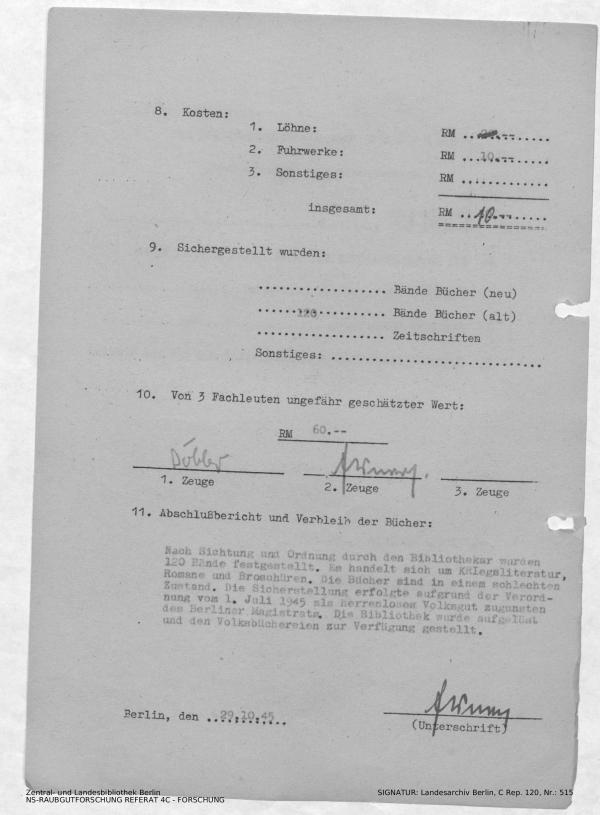 8. Kosten:
1. Löhne: RM ...........
2. Fuhrwerke: RM ..10.--......
3. Sonstiges: RM ............
insgesamt: RM ..10.--......
9. Sichergestellt wurden:
................... Bände Bücher (neu)
......120.......... Bände Bücher (alt)
................... Zeitschriften
Sonstiges: ...............................
10. Von 3 Fachleuten ungefähr geschätzter Wert:
RM 60.--
1. Zeuge 2. Zeuge 3. Zeuge
11. Abschlußbericht und Verbleib der Bücher:
Nach Sichtung und Ordnung durch den Bibliothekar wurden
120 Bände festgestellt. Es handelt sich um Kriegsliteratur,
Romane und Broschüren. Die Bücher sind in einem schlechten
Zustand. Die Sicherstellung erfolgte aufgrund der Verord-
nung vom 1. Juli 1945 als herrenloses Volksgut zugunsten
des Berliner Magistrats. Die Bibliothek wurde aufgelöst
und den Volksbüchereien zur Verfügung gestellt.
Berlin, den ..29.10.45..
(Unterschrift)
Zentral- und Landesbibliothek Berlin
NS-RAUBGUTFORSCHUNG REFERAT 4C - FORSCHUNG
SIGNATUR: Landesarchiv Berlin, C Rep. 120, Nr.: 515